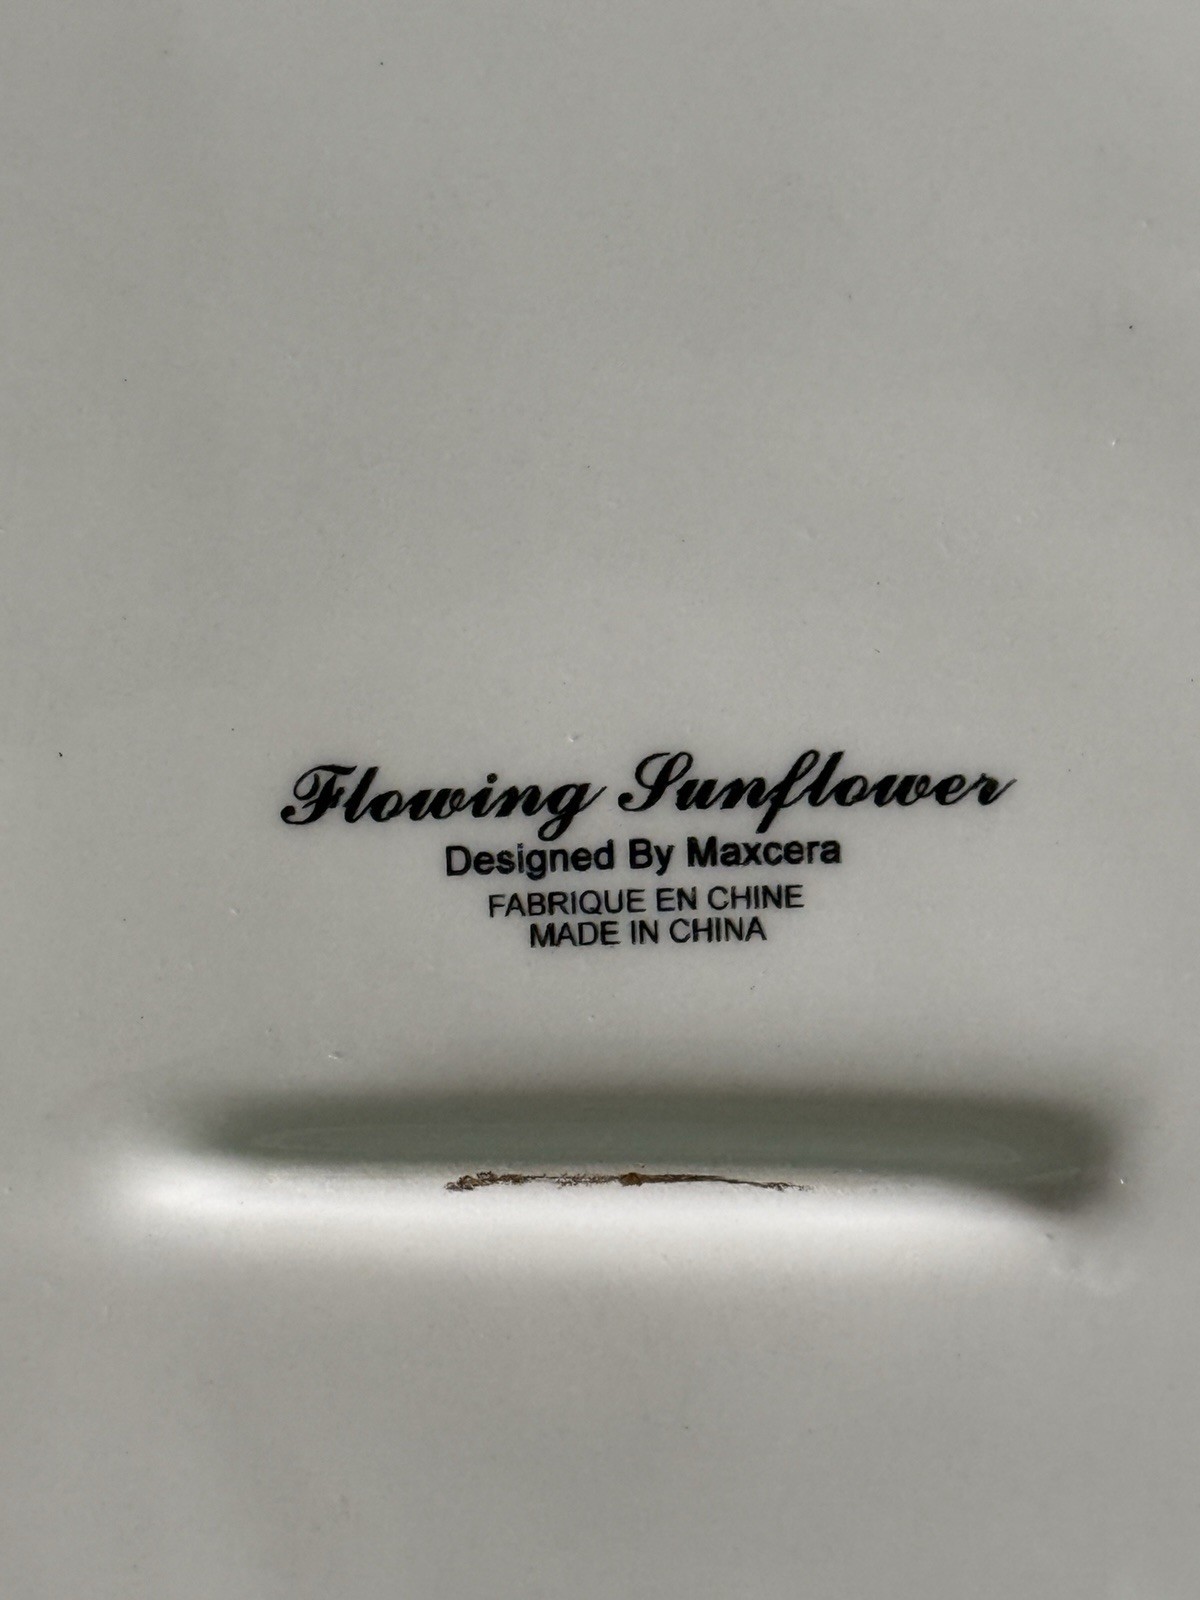 Flowing Sunflower
Designed By Maxcera
FABRIQUE EN CHINE
MADE IN CHINA